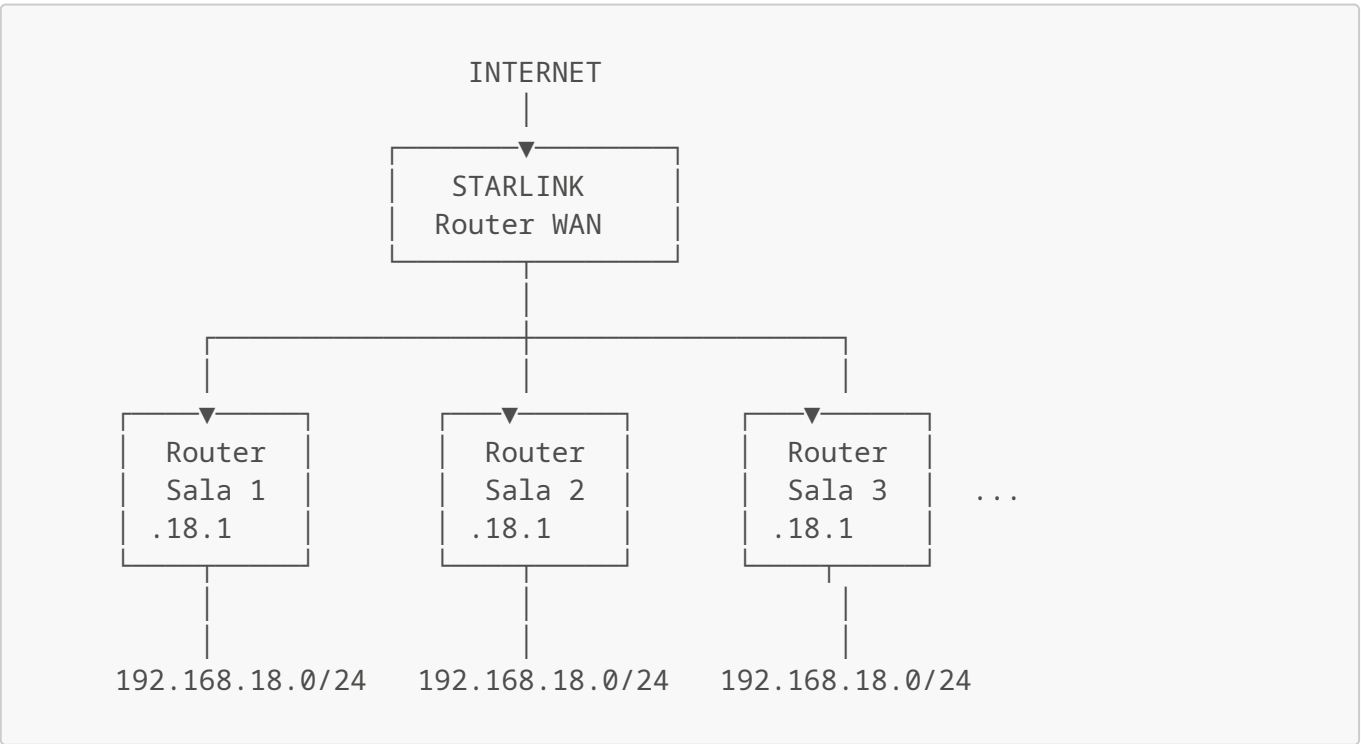 INTERNET
STARLINK
Router WAN
Router Router Router
Sala 1 Sala 2 Sala 3 ...
.18.1 .18.1 .18.1
192.168.18.0/24 192.168.18.0/24 192.168.18.0/24